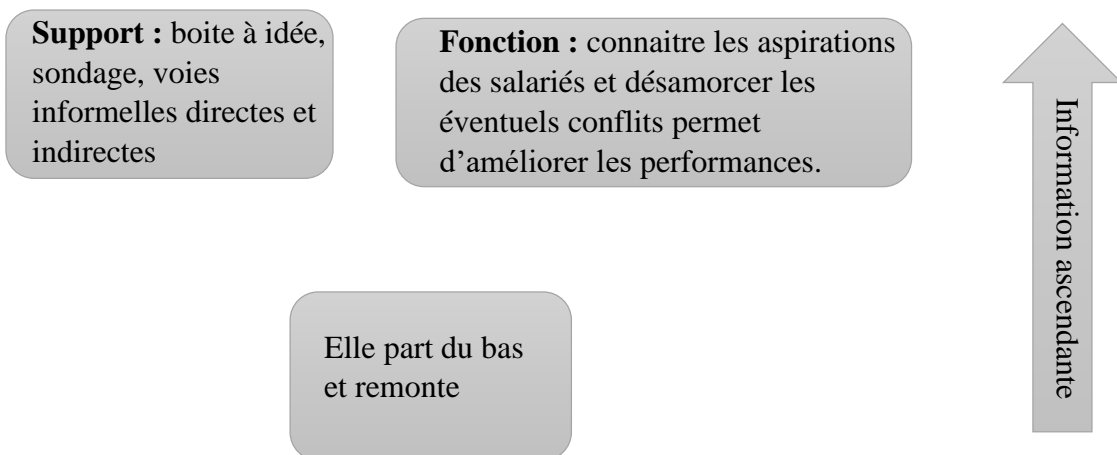 Support : boite à idée,
sondage, voies
informelles directes et
indirectes
Fonction : connaitre les aspirations
des salariés et désamorcer les
éventuels conflits permet
d’améliorer les performances.
Information ascendante
Elle part du bas
et remonte